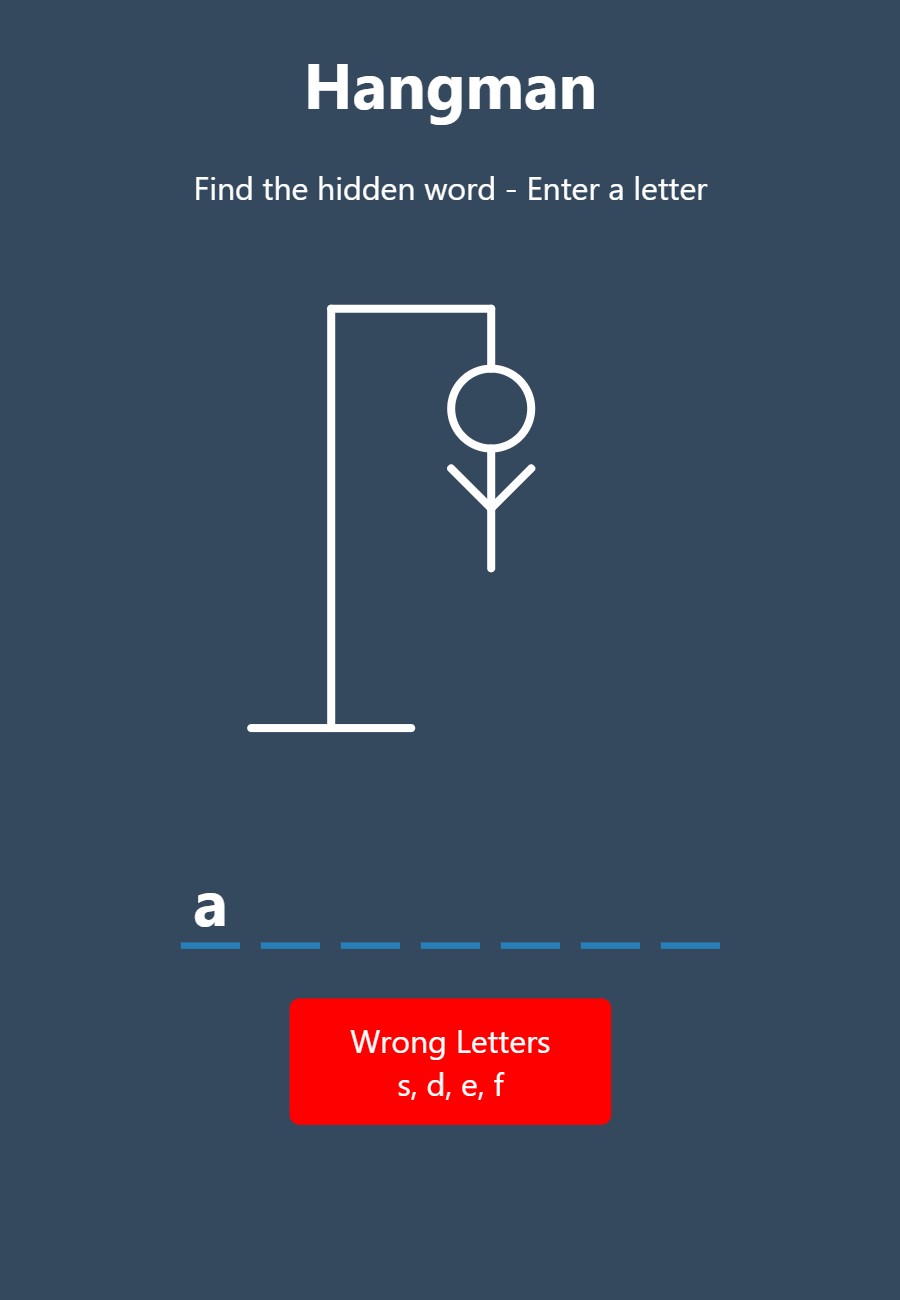 Hangman
Find the hidden word - Enter a letter
a
Wrong Letters
s, d, e, f